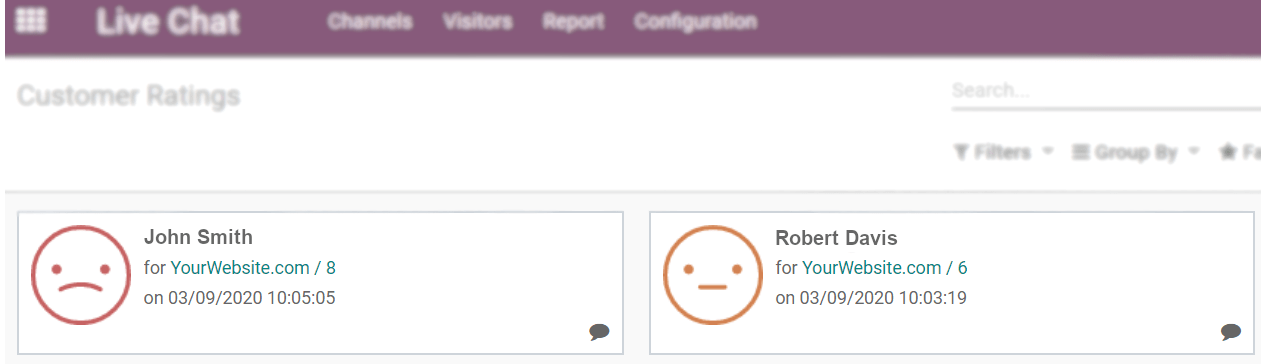 Live Chat Channels Visitors Report Configuration
Customer Ratings
Search...
Filters Group By
John Smith
for YourWebsite.com / 8
on 03/09/2020 10:05:05
Robert Davis
for YourWebsite.com / 6
on 03/09/2020 10:03:19